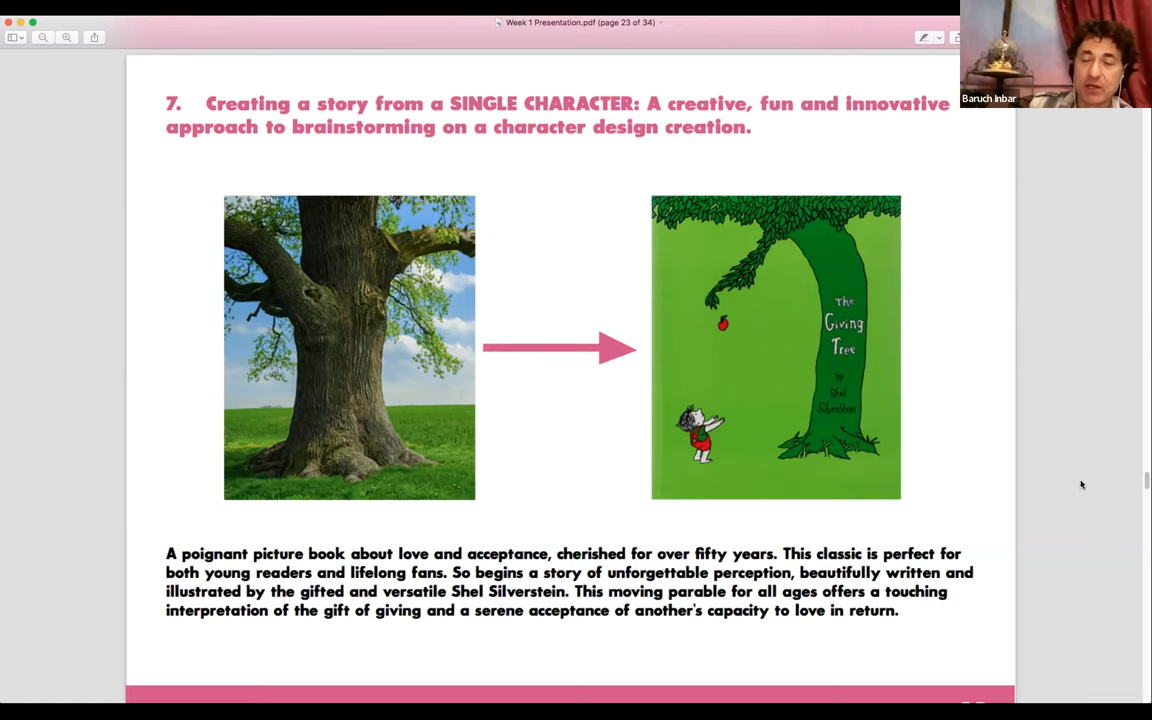 Week 1 Presentation.pdf (page 23 of 34)
Baruch Inbar
7. Creating a story from a SINGLE CHARACTER: A creative, fun and innovative
approach to brainstorming on a character design creation.
The
Giving
Tree
by
Shel
Silverstein
A poignant picture book about love and acceptance, cherished for over fifty years. This classic is perfect for
both young readers and lifelong fans. So begins a story of unforgettable perception, beautifully written and
illustrated by the gifted and versatile Shel Silverstein. This moving parable for all ages offers a touching
interpretation of the gift of giving and a serene acceptance of another's capacity to love in return.